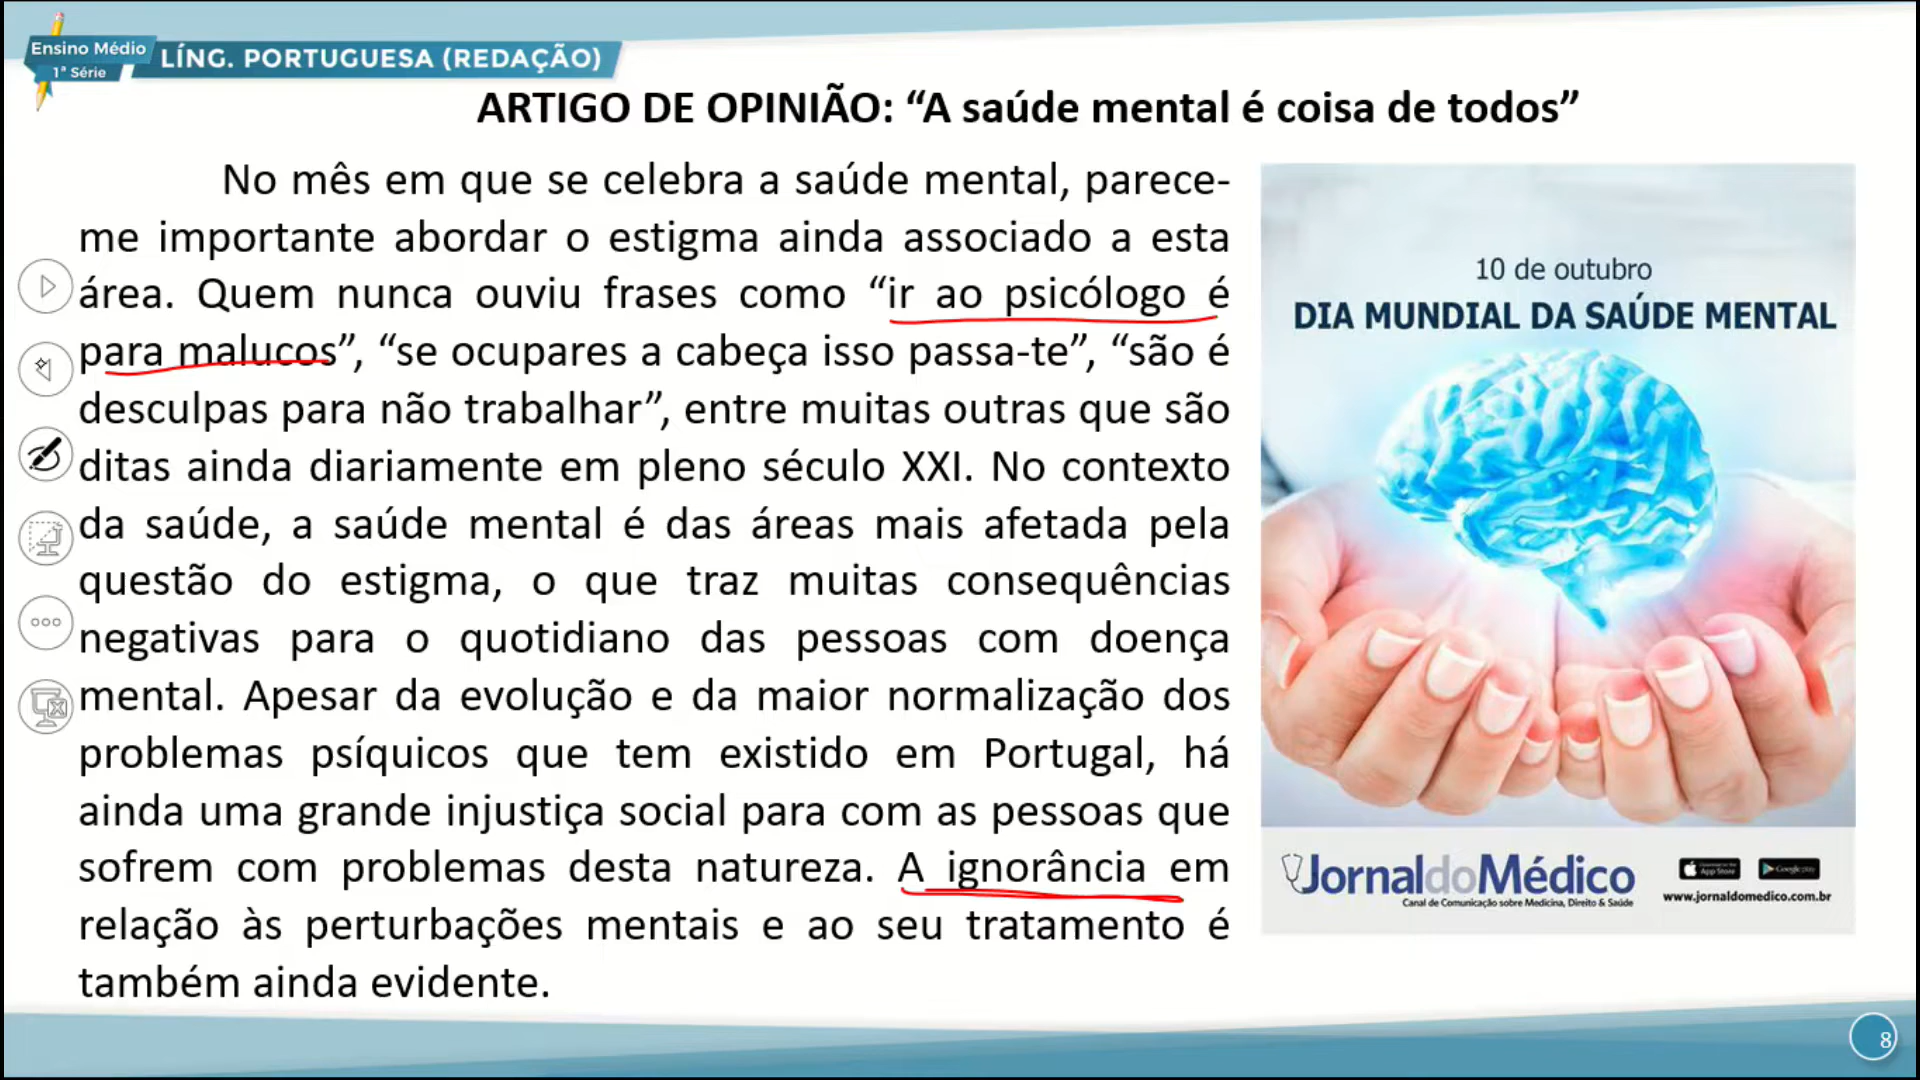 Ensino Médio
1ª Série
LÍNG. PORTUGUESA (REDAÇÃO)
ARTIGO DE OPINIÃO: “A saúde mental é coisa de todos”
No mês em que se celebra a saúde mental, parece-
me importante abordar o estigma ainda associado a esta
área. Quem nunca ouviu frases como “ir ao psicólogo é
para malucos”, “se ocupares a cabeça isso passa-te”, “são é
desculpas para não trabalhar”, entre muitas outras que são
ditas ainda diariamente em pleno século XXI. No contexto
da saúde, a saúde mental é das áreas mais afetada pela
questão do estigma, o que traz muitas consequências
negativas para o quotidiano das pessoas com doença
mental. Apesar da evolução e da maior normalização dos
problemas psíquicos que tem existido em Portugal, há
ainda uma grande injustiça social para com as pessoas que
sofrem com problemas desta natureza. A ignorância em
relação às perturbações mentais e ao seu tratamento é
também ainda evidente.
10 de outubro
DIA MUNDIAL DA SAÚDE MENTAL
JornaldoMédico
Canal de Comunicação sobre Medicina, Direito & Saúde
App Store
Google play
www.jornaldomedico.com.br
8